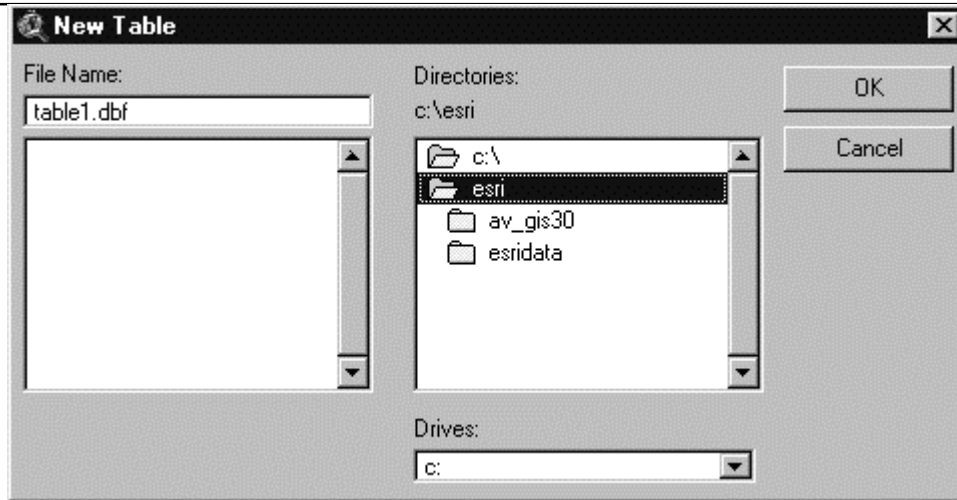 New Table
File Name:
table1.dbf
Directories:
c:\esri
c:\
esri
av_gis30
esridata
Drives:
c:
OK
Cancel